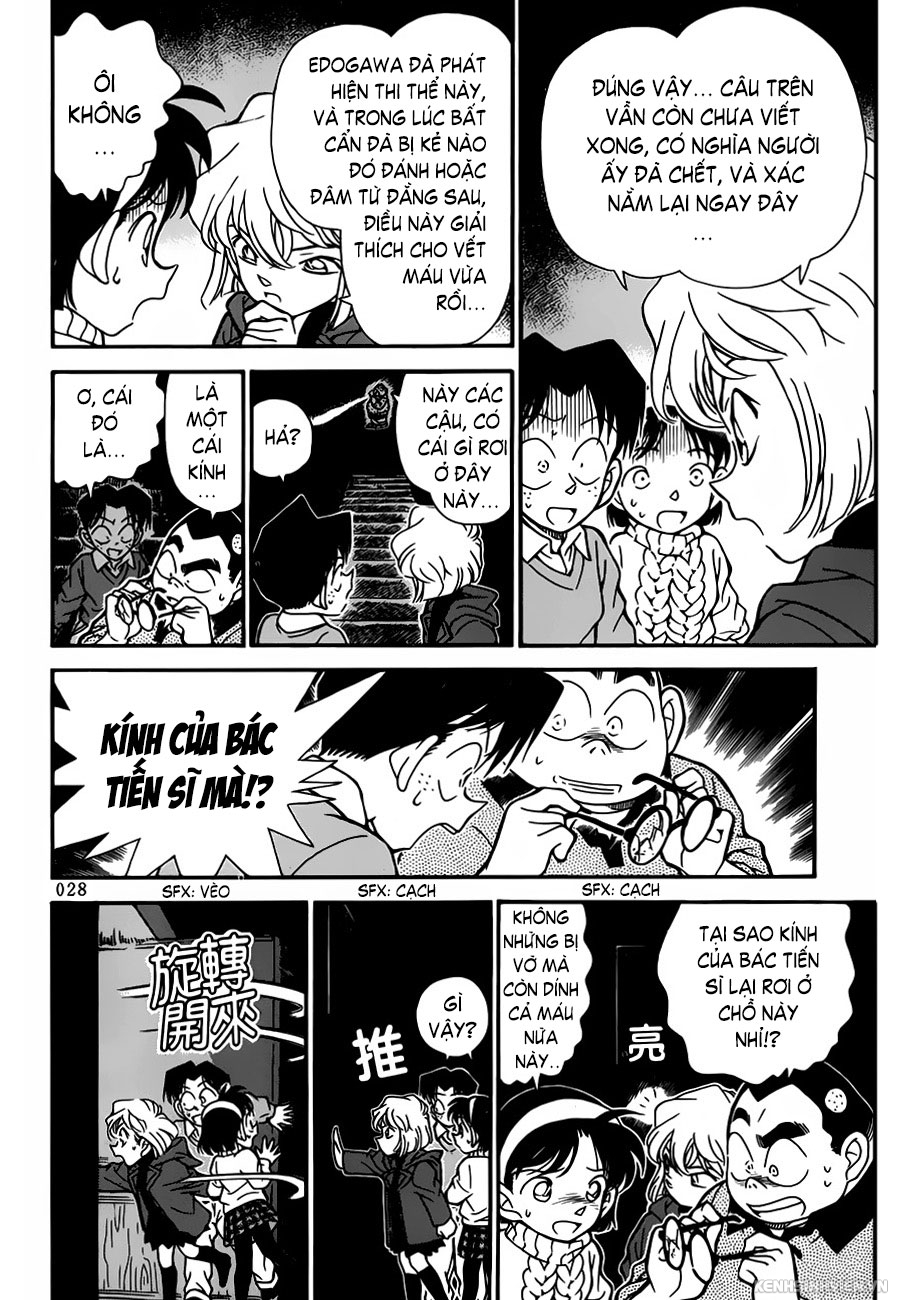 ĐÚNG VẬY... CÂU TRÊN
VẪN CÒN CHƯA VIẾT
XONG, CÓ NGHĨA NGƯỜI
ẤY ĐÃ CHẾT, VÀ XÁC
NẰM LẠI NGAY ĐÂY
...
EDOGAWA ĐÃ PHÁT
HIỆN THI THỂ NÀY,
VÀ TRONG LÚC BẤT
CẨN ĐÃ BỊ KẺ NÀO
ĐÓ ĐÁNH HOẶC
ĐÂM TỪ ĐẰNG SAU,
ĐIỀU NÀY GIẢI
THÍCH CHO VẾT
MÁU VỪA
RỒI...
ÔI
KHÔNG
...
NÀY CÁC
CẬU, CÓ
CÁI GÌ RƠI
Ở ĐÂY
NÀY...
HẢ?
LÀ
MỘT
CÁI
KÍNH
...
Ơ, CÁI
ĐÓ
LÀ...
KÍNH CỦA BÁC
TIẾN SĨ MÀ!?
028
SFX: VÈO
SFX: CẠCH
SFX: CẠCH
TẠI SAO KÍNH
CỦA BÁC TIẾN
SĨ LẠI RƠI Ở
CHỖ NÀY
NHỈ!?
KHÔNG
NHỮNG BỊ
VỠ MÀ
CÒN DÍNH
CẢ MÁU
NỮA
NÀY..
亮
GÌ
VẬY?
推
旋轉
開來